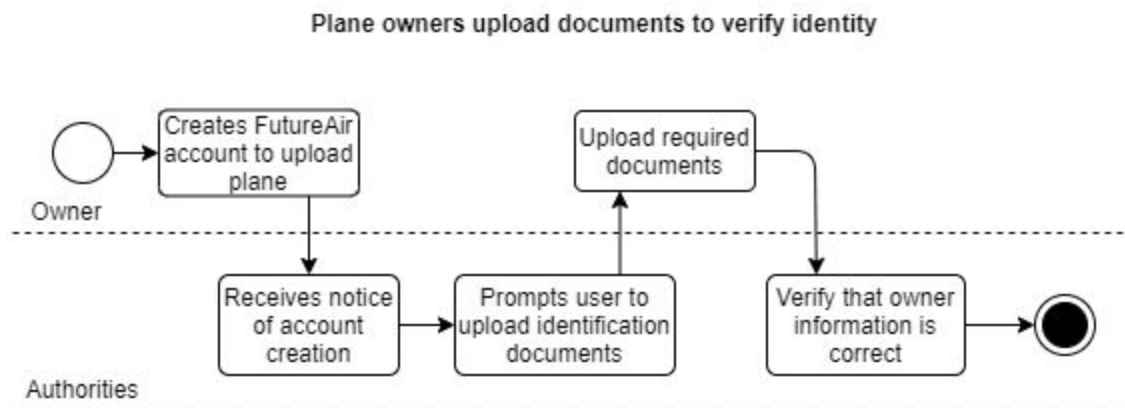 Plane owners upload documents to verify identity
Creates FutureAir
account to upload
plane
Upload required
documents
Owner
Receives notice
of account
creation
Prompts user to
upload identification
documents
Verify that owner
information is
correct
Authorities